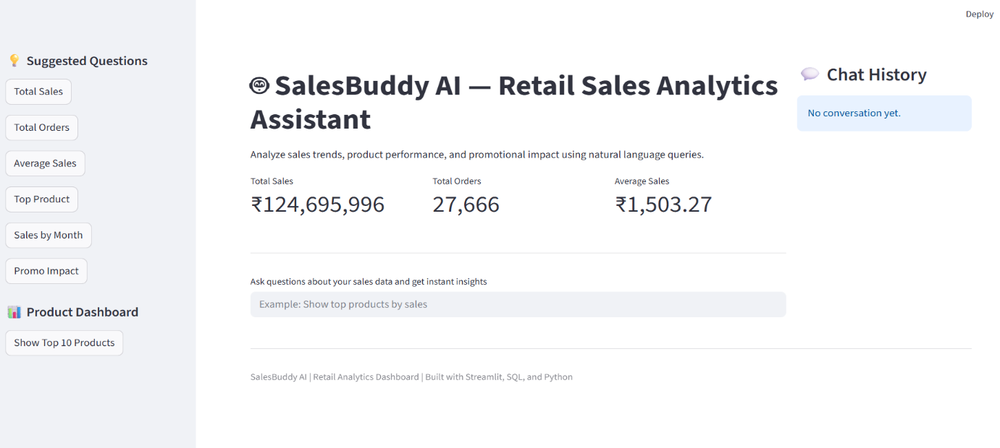 Deploy
💡 Suggested Questions
Total Sales
Total Orders
Average Sales
Top Product
Sales by Month
Promo Impact
📊 Product Dashboard
Show Top 10 Products
SalesBuddy AI — Retail Sales Analytics
Assistant
Analyze sales trends, product performance, and promotional impact using natural language queries.
Total Sales
₹124,695,996
Total Orders
27,666
Average Sales
₹1,503.27
Ask questions about your sales data and get instant insights
Example: Show top products by sales
SalesBuddy AI | Retail Analytics Dashboard | Built with Streamlit, SQL, and Python
💬 Chat History
No conversation yet.